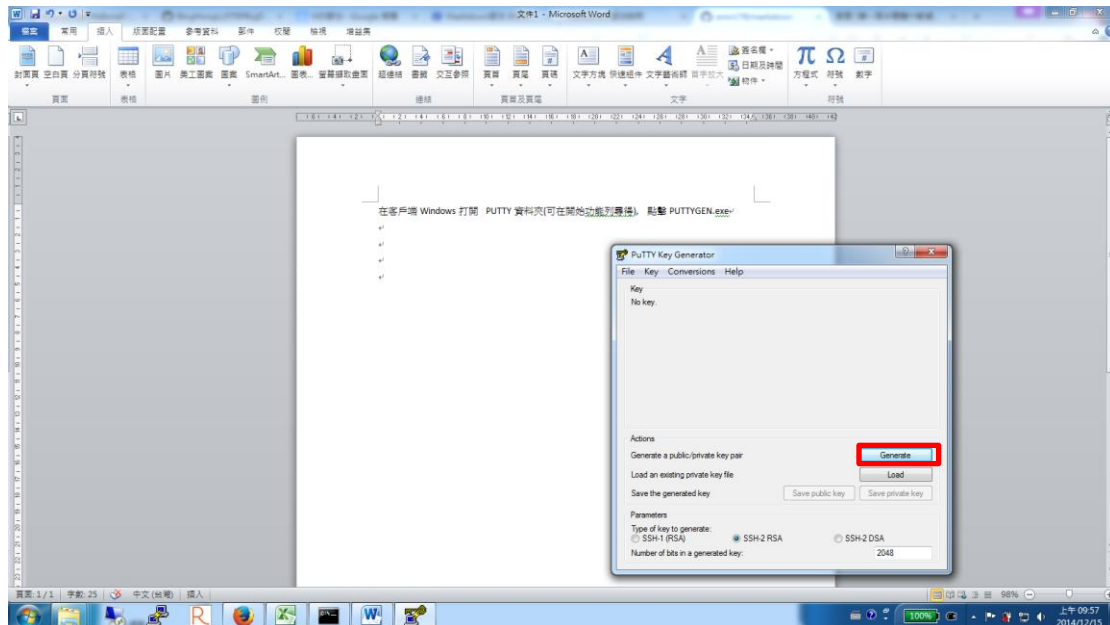 文件1 - Microsoft Word
檔案 常用 插入 版面配置 參考資料 郵件 校閱 檢視 增益集
封面頁 空白頁 分頁符號 表格 圖片 美工圖案 圖案 SmartArt... 圖表... 螢幕擷取畫面 超連結 書籤 交互參照 頁首 頁尾 頁碼 文字方塊 快速組件 文字藝術師 首字放大 方程式 符號 數字
簽名欄
日期及時間
物件
頁面 表格 圖例 連結 頁首及頁尾 文字 符號
在客戶端 Windows 打開 PUTTY 資料夾(可在開始功能列尋得), 點擊 PUTTYGEN.exe
PuTTY Key Generator
File Key Conversions Help
Key
No key.
Actions
Generate a public/private key pair Generate
Load an existing private key file Load
Save the generated key Save public key Save private key
Parameters
Type of key to generate:
SSH-1 (RSA) SSH-2 RSA SSH-2 DSA
Number of bits in a generated key: 2048
頁面: 1/1 字數: 25 中文 (台灣) 插入 98%
100%
上午 09:57
2014/12/15